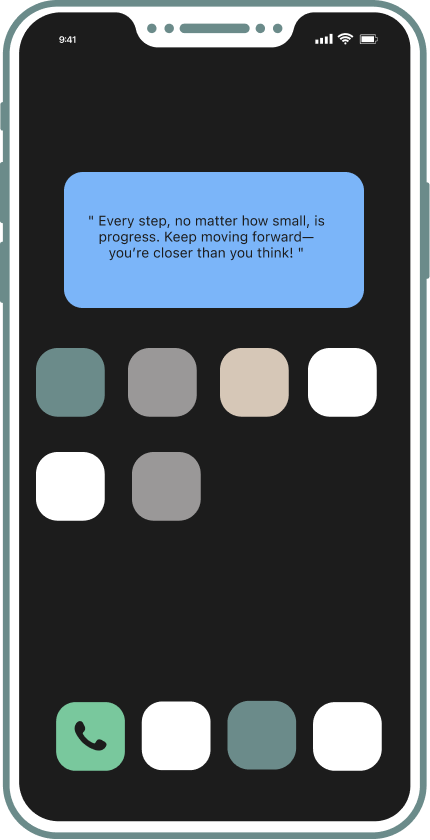 9:41
" Every step, no matter how small, is
progress. Keep moving forward—
you’re closer than you think! "